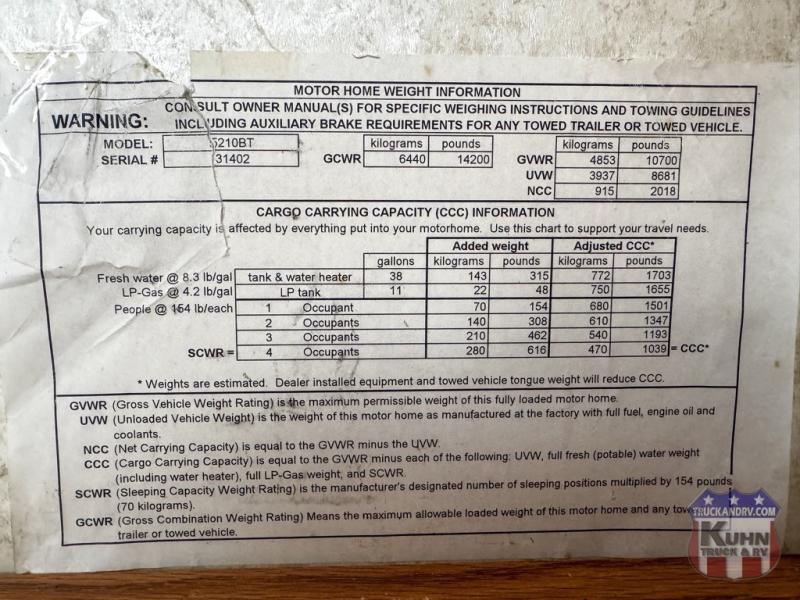 MOTOR HOME WEIGHT INFORMATION
WARNING: CONSULT OWNER MANUAL(S) FOR SPECIFIC WEIGHING INSTRUCTIONS AND TOWING GUIDELINES
INCLUDING AUXILIARY BRAKE REQUIREMENTS FOR ANY TOWED TRAILER OR TOWED VEHICLE.
MODEL: 5210BT kilograms pounds kilograms pounds
SERIAL # 31402 GCWR 6440 14200 GVWR 4853 10700
UVW 3937 8681
NCC 915 2018
CARGO CARRYING CAPACITY (CCC) INFORMATION
Your carrying capacity is affected by everything put into your motorhome. Use this chart to support your travel needs.
Added weight Adjusted CCC*
gallons kilograms pounds kilograms pounds
Fresh water @ 8.3 lb/gal tank & water heater 38 143 315 772 1703
LP-Gas @ 4.2 lb/gal LP tank 11 22 48 750 1655
People @ 154 lb/each 1 Occupant 70 154 680 1501
2 Occupants 140 308 610 1347
3 Occupants 210 462 540 1193
SCWR = 4 Occupants 280 616 470 1039 = CCC*
* Weights are estimated. Dealer installed equipment and towed vehicle tongue weight will reduce CCC.
GVWR (Gross Vehicle Weight Rating) is the maximum permissible weight of this fully loaded motor home.
UVW (Unloaded Vehicle Weight) is the weight of this motor home as manufactured at the factory with full fuel, engine oil and
coolants.
NCC (Net Carrying Capacity) is equal to the GVWR minus the UVW.
CCC (Cargo Carrying Capacity) is equal to the GVWR minus each of the following: UVW, full fresh (potable) water weight
(including water heater), full LP-Gas weight, and SCWR.
SCWR (Sleeping Capacity Weight Rating) is the manufacturer's designated number of sleeping positions multiplied by 154 pounds
(70 kilograms).
GCWR (Gross Combination Weight Rating) Means the maximum allowable loaded weight of this motor home and any
trailer or towed vehicle.
TRUCKANDRV.COM
KUHN
TRUCK & RV